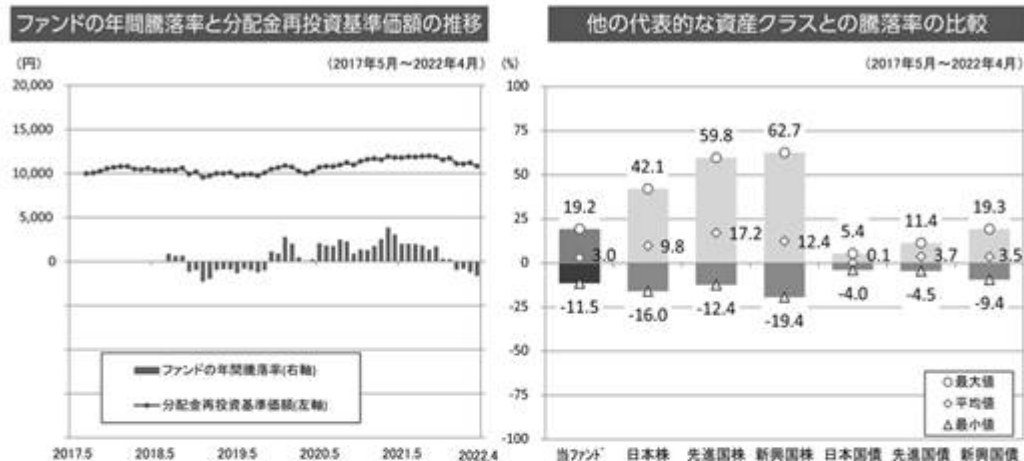 ファンドの年間騰落率と分配金再投資基準価額の推移
(円)
(2017年5月～2022年4月)
20,000
15,000
10,000
5,000
0
ファンドの年間騰落率(右軸)
分配金再投資基準価額(左軸)
2017.5 2018.5 2019.5 2020.5 2021.5 2022.4
他の代表的な資産クラスとの騰落率の比較
(%)
(2017年5月～2022年4月)
100
75
50
25
0
-25
-50
-75
-100
19.2 42.1 59.8 62.7 5.4 11.4 19.3
3.0 9.8 17.2 12.4 0.1 3.7 3.5
-11.5 -16.0 -12.4 -19.4 -4.0 -4.5 -9.4
○最大値
◇平均値
△最小値
当ファンド 日本株 先進国株 新興国株 日本国債 先進国債 新興国債